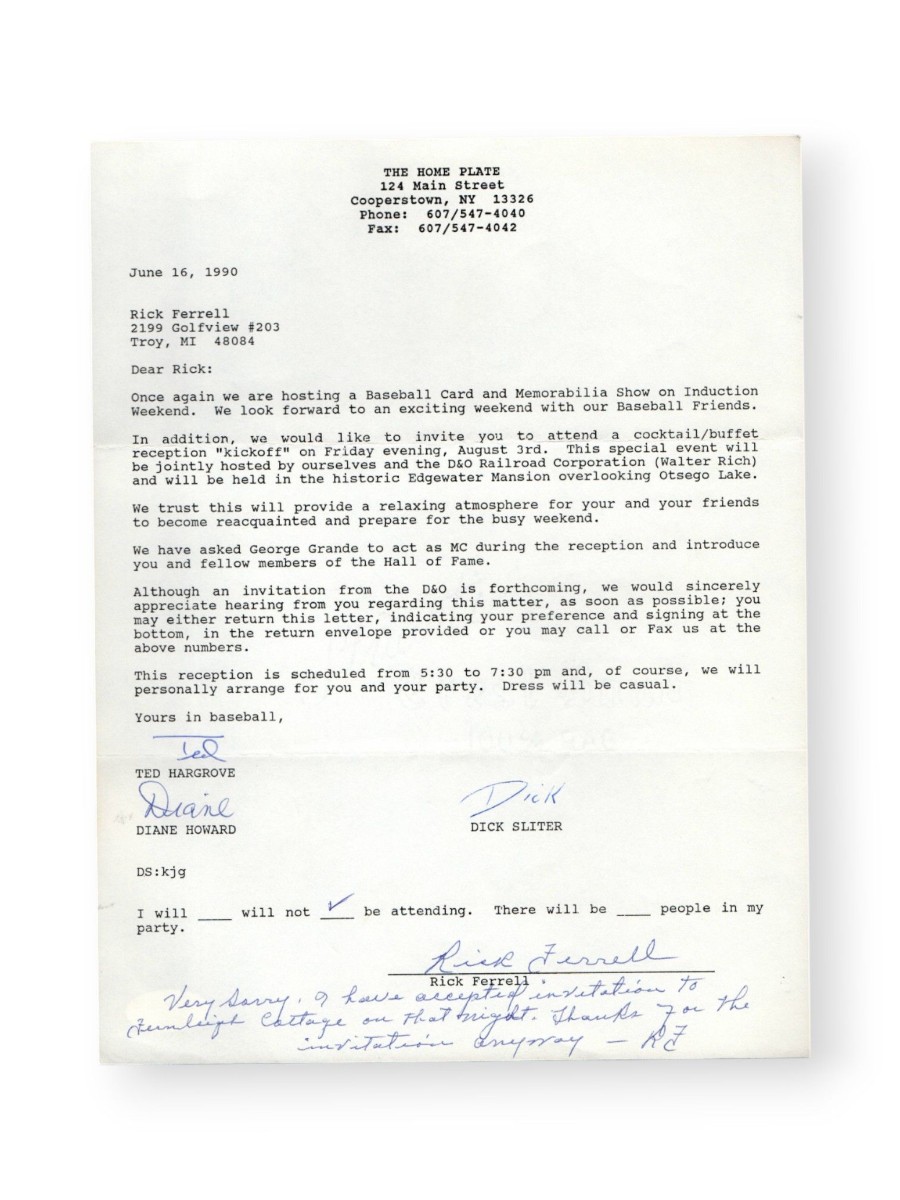 THE HOME PLATE
124 Main Street
Cooperstown, NY 13326
Phone: 607/547-4040
Fax: 607/547-4042
June 16, 1990
Rick Ferrell
2199 Golfview #203
Troy, MI 48084
Dear Rick:
Once again we are hosting a Baseball Card and Memorabilia Show on Induction
Weekend. We look forward to an exciting weekend with our Baseball Friends.
In addition, we would like to invite you to attend a cocktail/buffet
reception "kickoff" on Friday evening, August 3rd. This special event will
be jointly hosted by ourselves and the D&O Railroad Corporation (Walter Rich)
and will be held in the historic Edgewater Mansion overlooking Otsego Lake.
We trust this will provide a relaxing atmosphere for your and your friends
to become reacquainted and prepare for the busy weekend.
We have asked George Grande to act as MC during the reception and introduce
you and fellow members of the Hall of Fame.
Although an invitation from the D&O is forthcoming, we would sincerely
appreciate hearing from you regarding this matter, as soon as possible; you
may either return this letter, indicating your preference and signing at the
bottom, in the return envelope provided or you may call or Fax us at the
above numbers.
This reception is scheduled from 5:30 to 7:30 pm and, of course, we will
personally arrange for you and your party. Dress will be casual.
Yours in baseball,
Ted
TED HARGROVE
Diane
DIANE HOWARD
Dick
DICK SLITER
DS:kjg
I will ____ will not _✓_ be attending. There will be ____ people in my
party.
Rick Ferrell
Rick Ferrell
Very sorry. I have accepted invitation to
Fernleigh Cottage on that night. Thanks for the
invitation anyway — RF